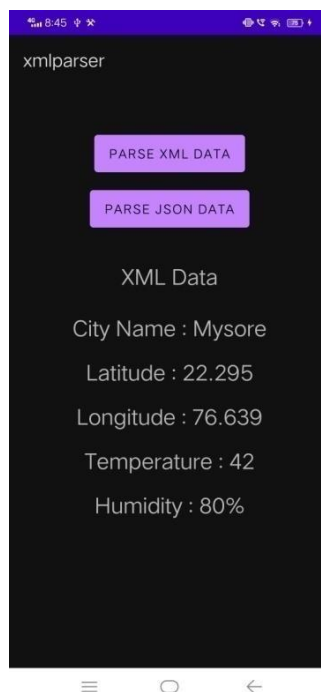 4G 8:45
xmlparser
PARSE XML DATA
PARSE JSON DATA
XML Data
City Name : Mysore
Latitude : 22.295
Longitude : 76.639
Temperature : 42
Humidity : 80%